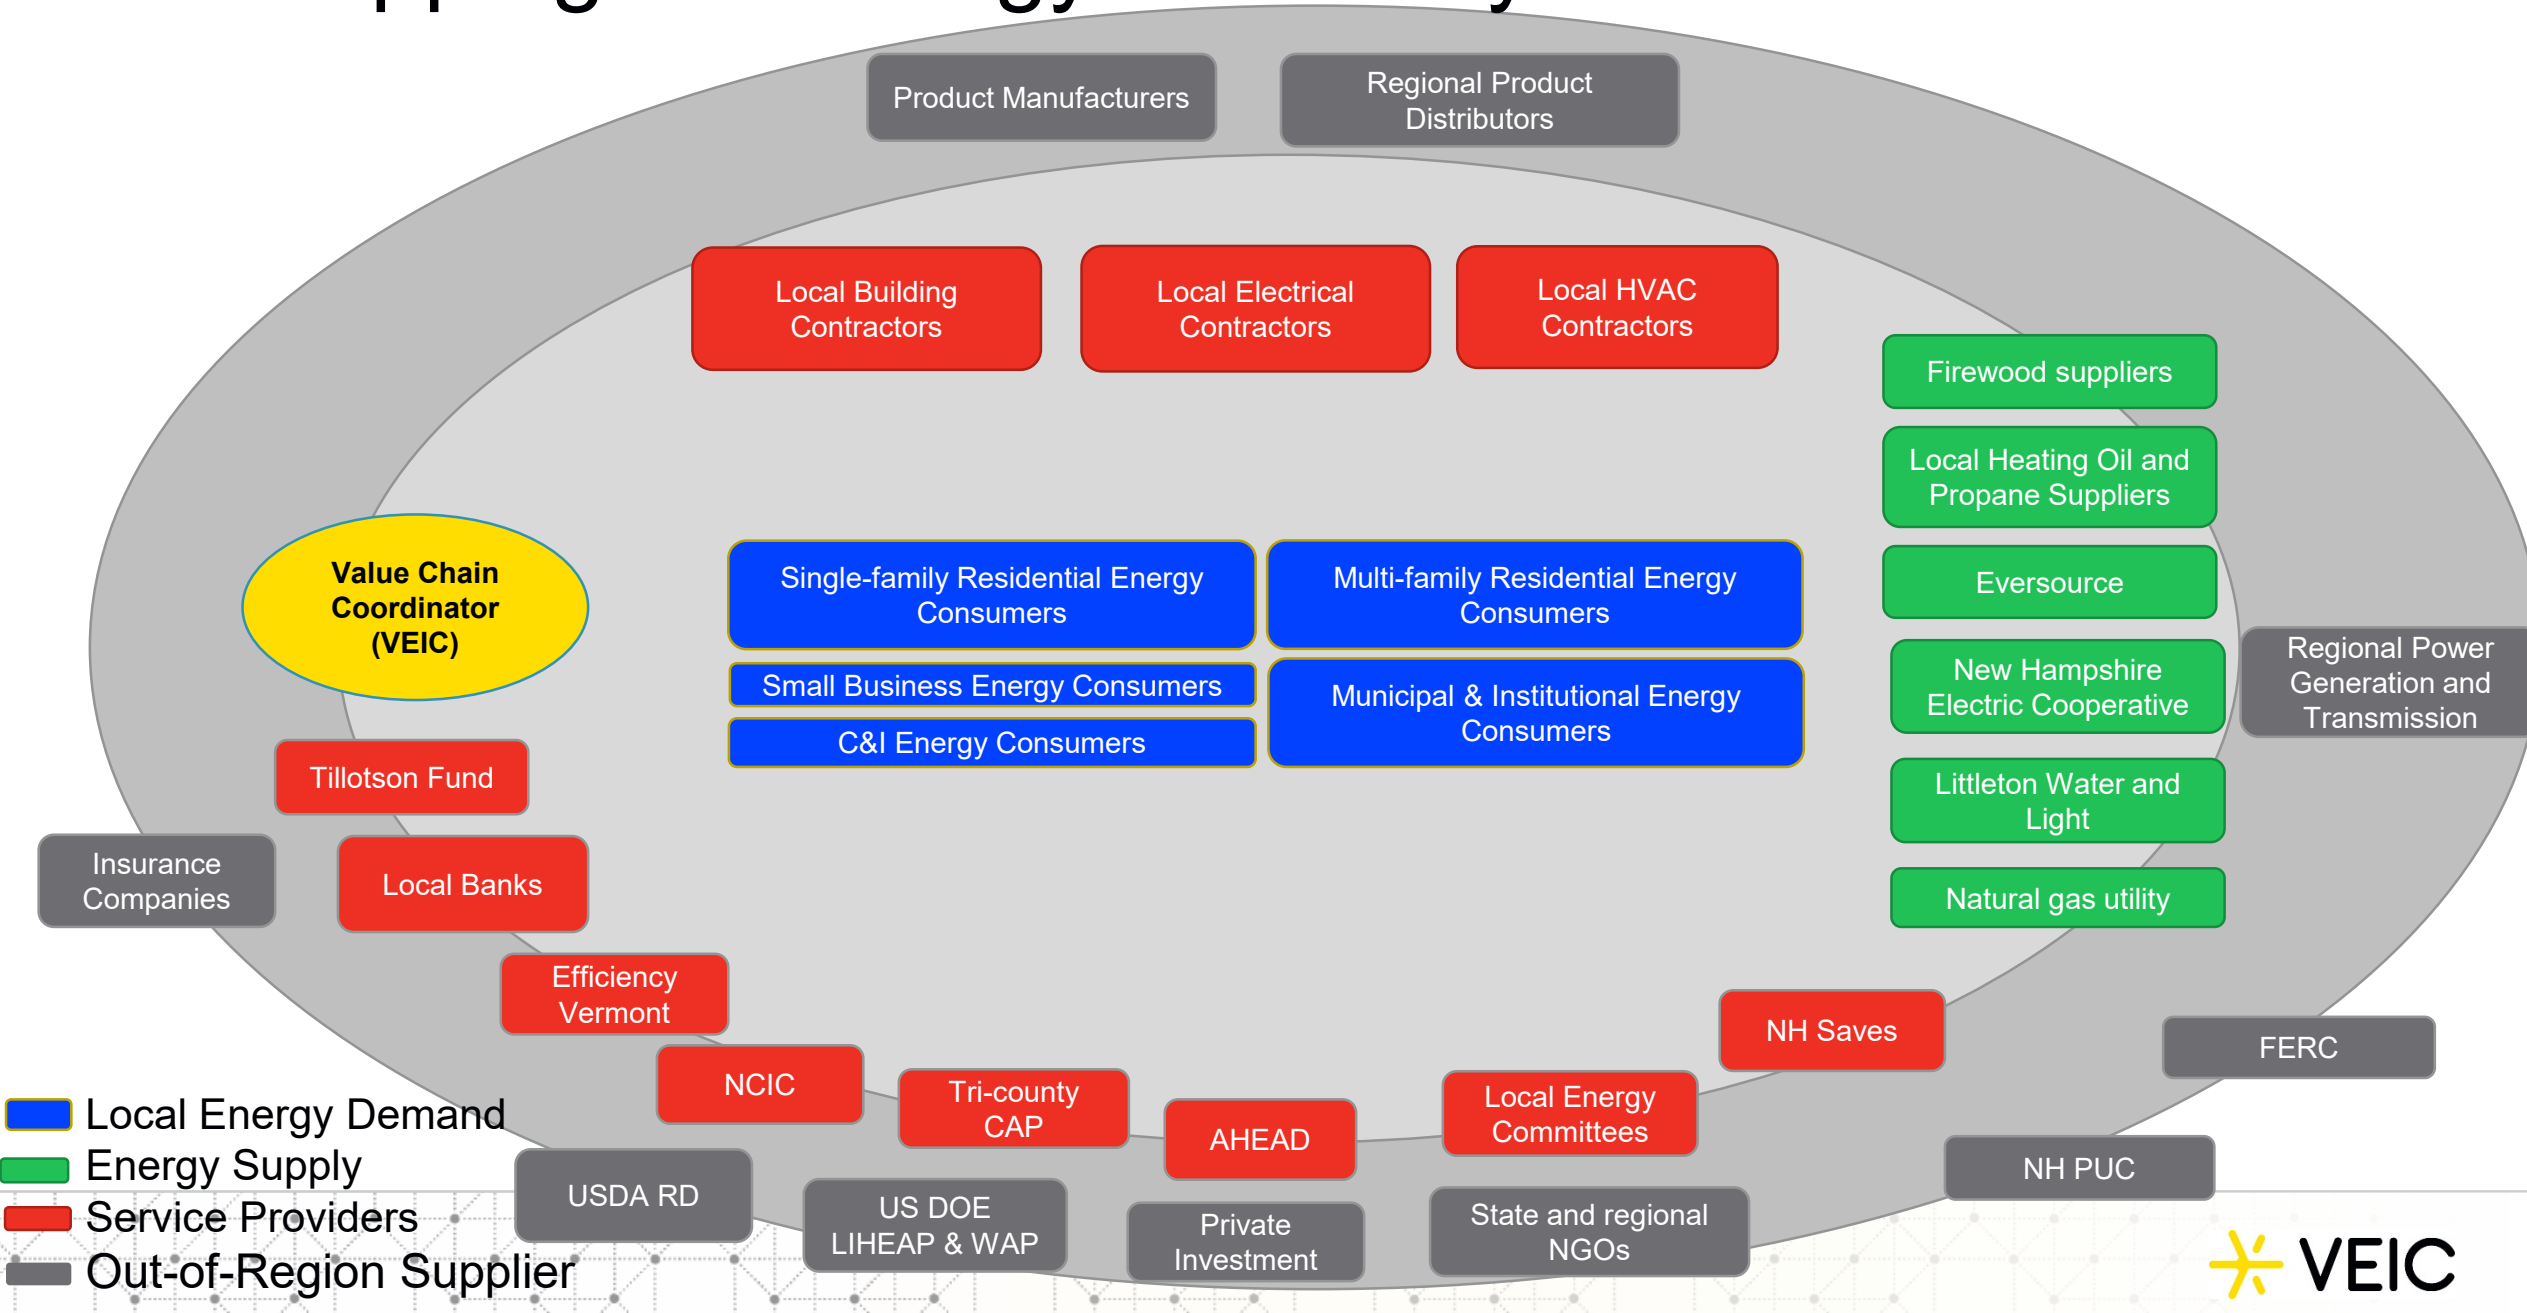 Product Manufacturers
Regional Product
Distributors
Local Building
Contractors
Local Electrical
Contractors
Local HVAC
Contractors
Firewood suppliers
Local Heating Oil and
Propane Suppliers
Eversource
New Hampshire
Electric Cooperative
Littleton Water and
Light
Natural gas utility
Regional Power
Generation and
Transmission
Value Chain
Coordinator
(VEIC)
Single-family Residential Energy
Consumers
Multi-family Residential Energy
Consumers
Small Business Energy Consumers
C&I Energy Consumers
Municipal & Institutional Energy
Consumers
Tillotson Fund
Insurance
Companies
Local Banks
Efficiency
Vermont
NCIC
Tri-county
CAP
AHEAD
Local Energy
Committees
NH Saves
FERC
NH PUC
USDA RD
US DOE
LIHEAP & WAP
Private
Investment
State and regional
NGOs
Local Energy Demand
Energy Supply
Service Providers
Out-of-Region Supplier
VEIC